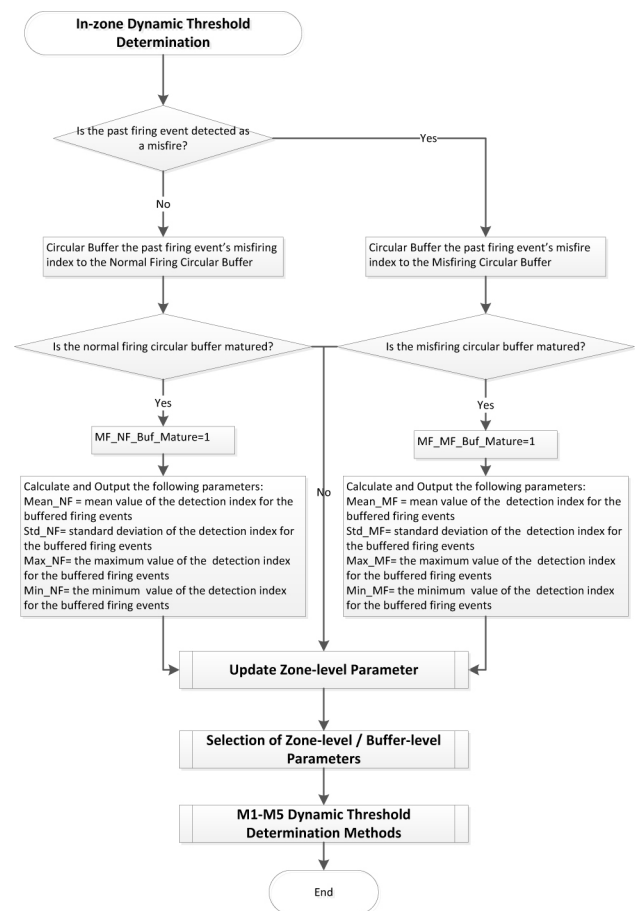 In-zone Dynamic Threshold
Determination
Is the past firing event detected as
a misfire?
Yes
No
Circular Buffer the past firing event's misfiring
index to the Normal Firing Circular Buffer
Circular Buffer the past firing event's misfire
index to the Misfiring Circular Buffer
Is the normal firing circular buffer matured?
Is the misfiring circular buffer matured?
Yes
Yes
MF_NF_Buf_Mature=1
MF_MF_Buf_Mature=1
Calculate and Output the following parameters:
Mean_NF = mean value of the detection index for the
buffered firing events
Std_NF= standard deviation of the detection index for
the buffered firing events
Max_NF= the maximum value of the  detection index
for the buffered firing events
Min_NF= the minimum  value of the detection index
for the buffered firing events
No
Calculate and Output the following parameters:
Mean_MF = mean value of the  detection index for the
buffered firing events
Std_MF= standard deviation of the  detection index for
the buffered firing events
Max_MF= the maximum value of the  detection index
for the buffered firing events
Min_MF= the minimum  value of the detection index
for the buffered firing events
Update Zone-level Parameter
Selection of Zone-level / Buffer-level
Parameters
M1-M5 Dynamic Threshold
Determination Methods
End